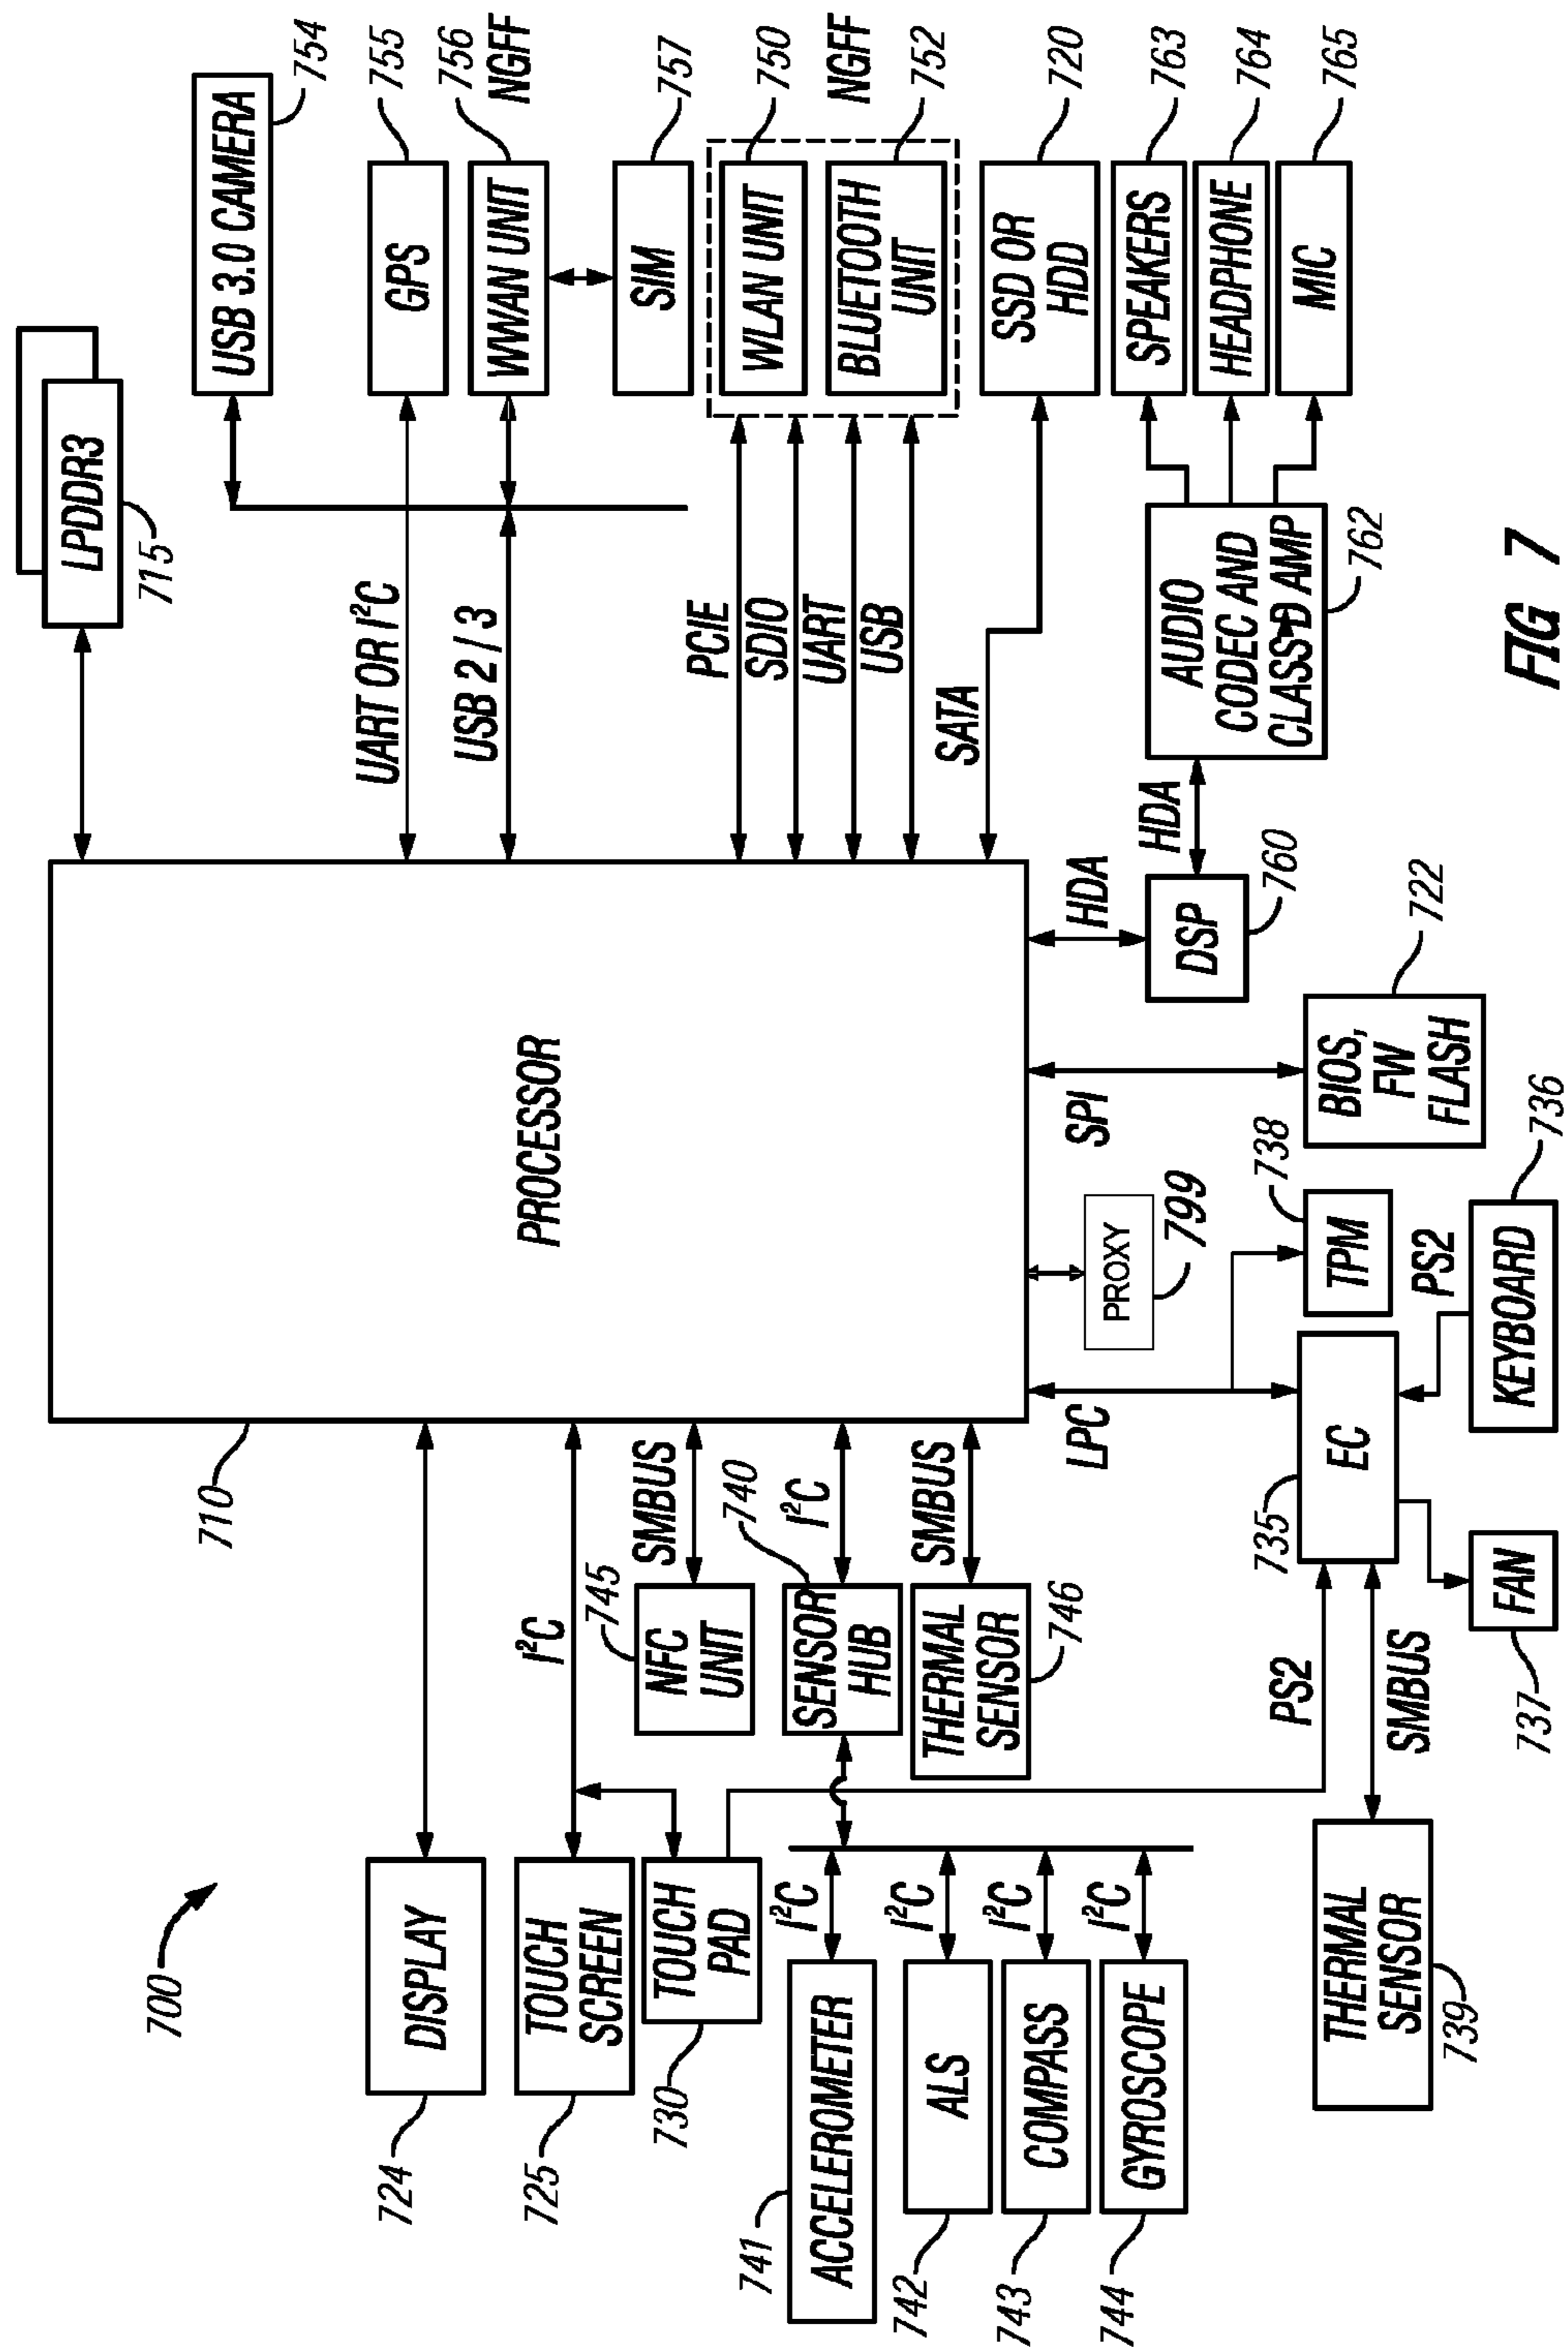 700
LPDDR3
715
USB 3.0 CAMERA
754
710
PROCESSOR
724
DISPLAY
UART OR I²C
GPS
755
USB 2 / 3
WWAN UNIT
756
NGFF
725
TOUCH
SCREEN
I²C
SIM
757
730
TOUCH
PAD
745
NFC
UNIT
SMBUS
PCIE
SDIO
UART
USB
WLAN UNIT
750
NGFF
BLUETOOTH
UNIT
752
740
SENSOR
HUB
I²C
741
ACCELEROMETER
I²C
742
ALS
I²C
743
COMPASS
I²C
744
GYROSCOPE
I²C
THERMAL
SENSOR
746
SMBUS
SATA
SSD OR
HDD
720
LPC
PROXY
799
SPI
HDA
DSP
760
HDA
AUDIO
CODEC AND
CLASS D AMP
762
SPEAKERS
763
HEADPHONE
764
MIC
765
THERMAL
SENSOR
739
PS2
SMBUS
735
EC
TPM
738
BIOS,
FW
FLASH
722
737
FAN
PS2
KEYBOARD
736
FIG 7